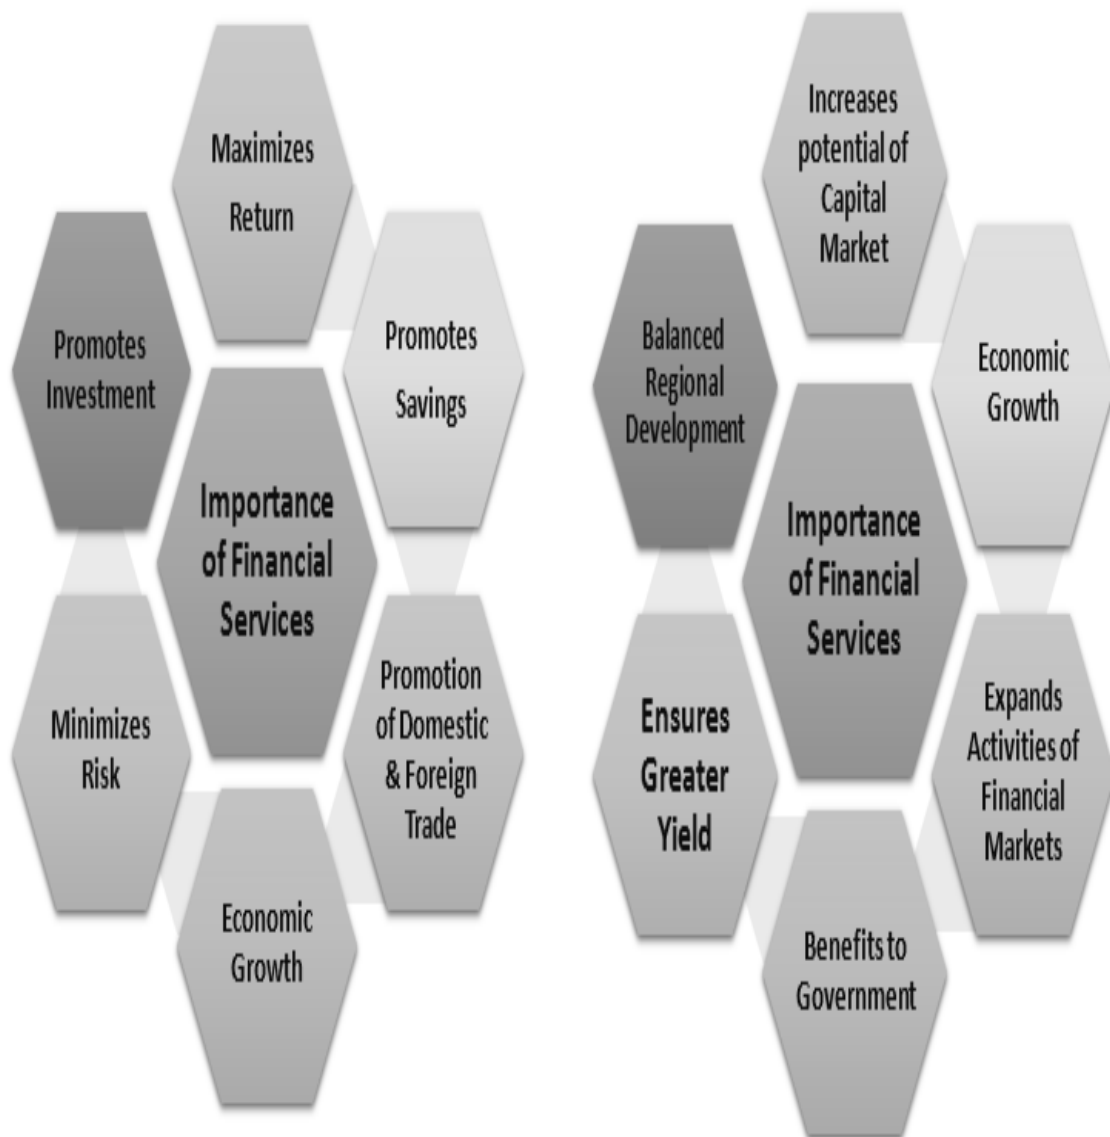 Maximizes
Return
Promotes
Savings
Promotion
of Domestic
& Foreign
Trade
Economic
Growth
Minimizes
Risk
Promotes
Investment
Importance
of Financial
Services
Increases
potential of
Capital
Market
Economic
Growth
Expands
Activities of
Financial
Markets
Benefits to
Government
Ensures
Greater
Yield
Balanced
Regional
Development
Importance
of Financial
Services